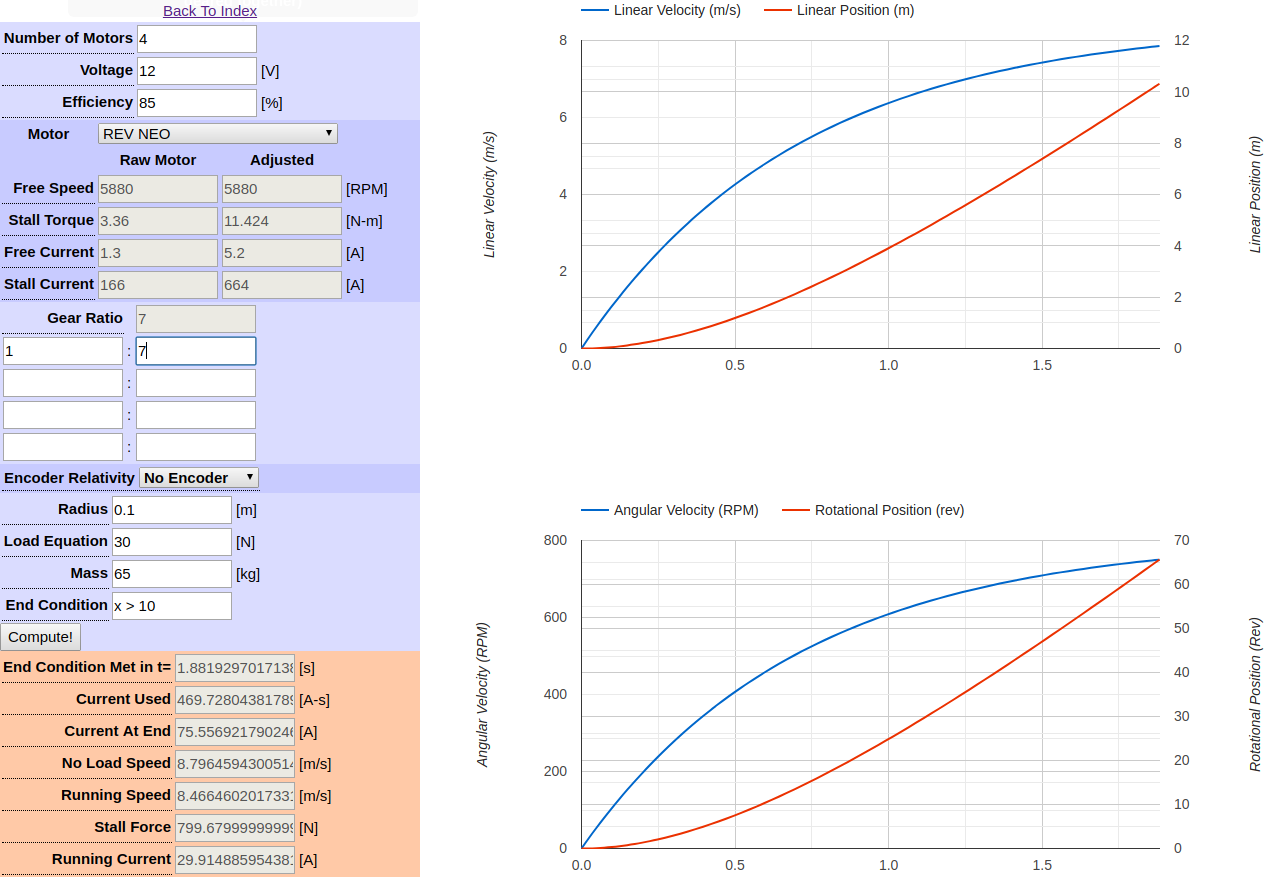 Back To Index
Number of Motors 4
Voltage 12 [V]
Efficiency 85 [%]
Motor REV NEO
Raw Motor Adjusted
Free Speed 5880 5880 [RPM]
Stall Torque 3.36 11.424 [N-m]
Free Current 1.3 5.2 [A]
Stall Current 166 664 [A]
Gear Ratio 7
1 : 7
:
:
:
Encoder Relativity No Encoder
Radius 0.1 [m]
Load Equation 30 [N]
Mass 65 [kg]
End Condition x > 10
Compute!
End Condition Met in t= 1.8819297017138 [s]
Current Used 469.72804381789 [A-s]
Current At End 75.556921790246 [A]
No Load Speed 8.7964594300514 [m/s]
Running Speed 8.4664602017331 [m/s]
Stall Force 799.67999999999 [N]
Running Current 29.914885954381 [A]
Linear Velocity (m/s) Linear Position (m)
8 12
10
6
8
4 6
4
2
2
0 0
0.0 0.5 1.0 1.5
Linear Velocity (m/s)
Linear Position (m)
Angular Velocity (RPM) Rotational Position (rev)
800 70
60
600
50
40
400
30
200 20
10
0 0
0.0 0.5 1.0 1.5
Angular Velocity (RPM)
Rotational Position (Rev)